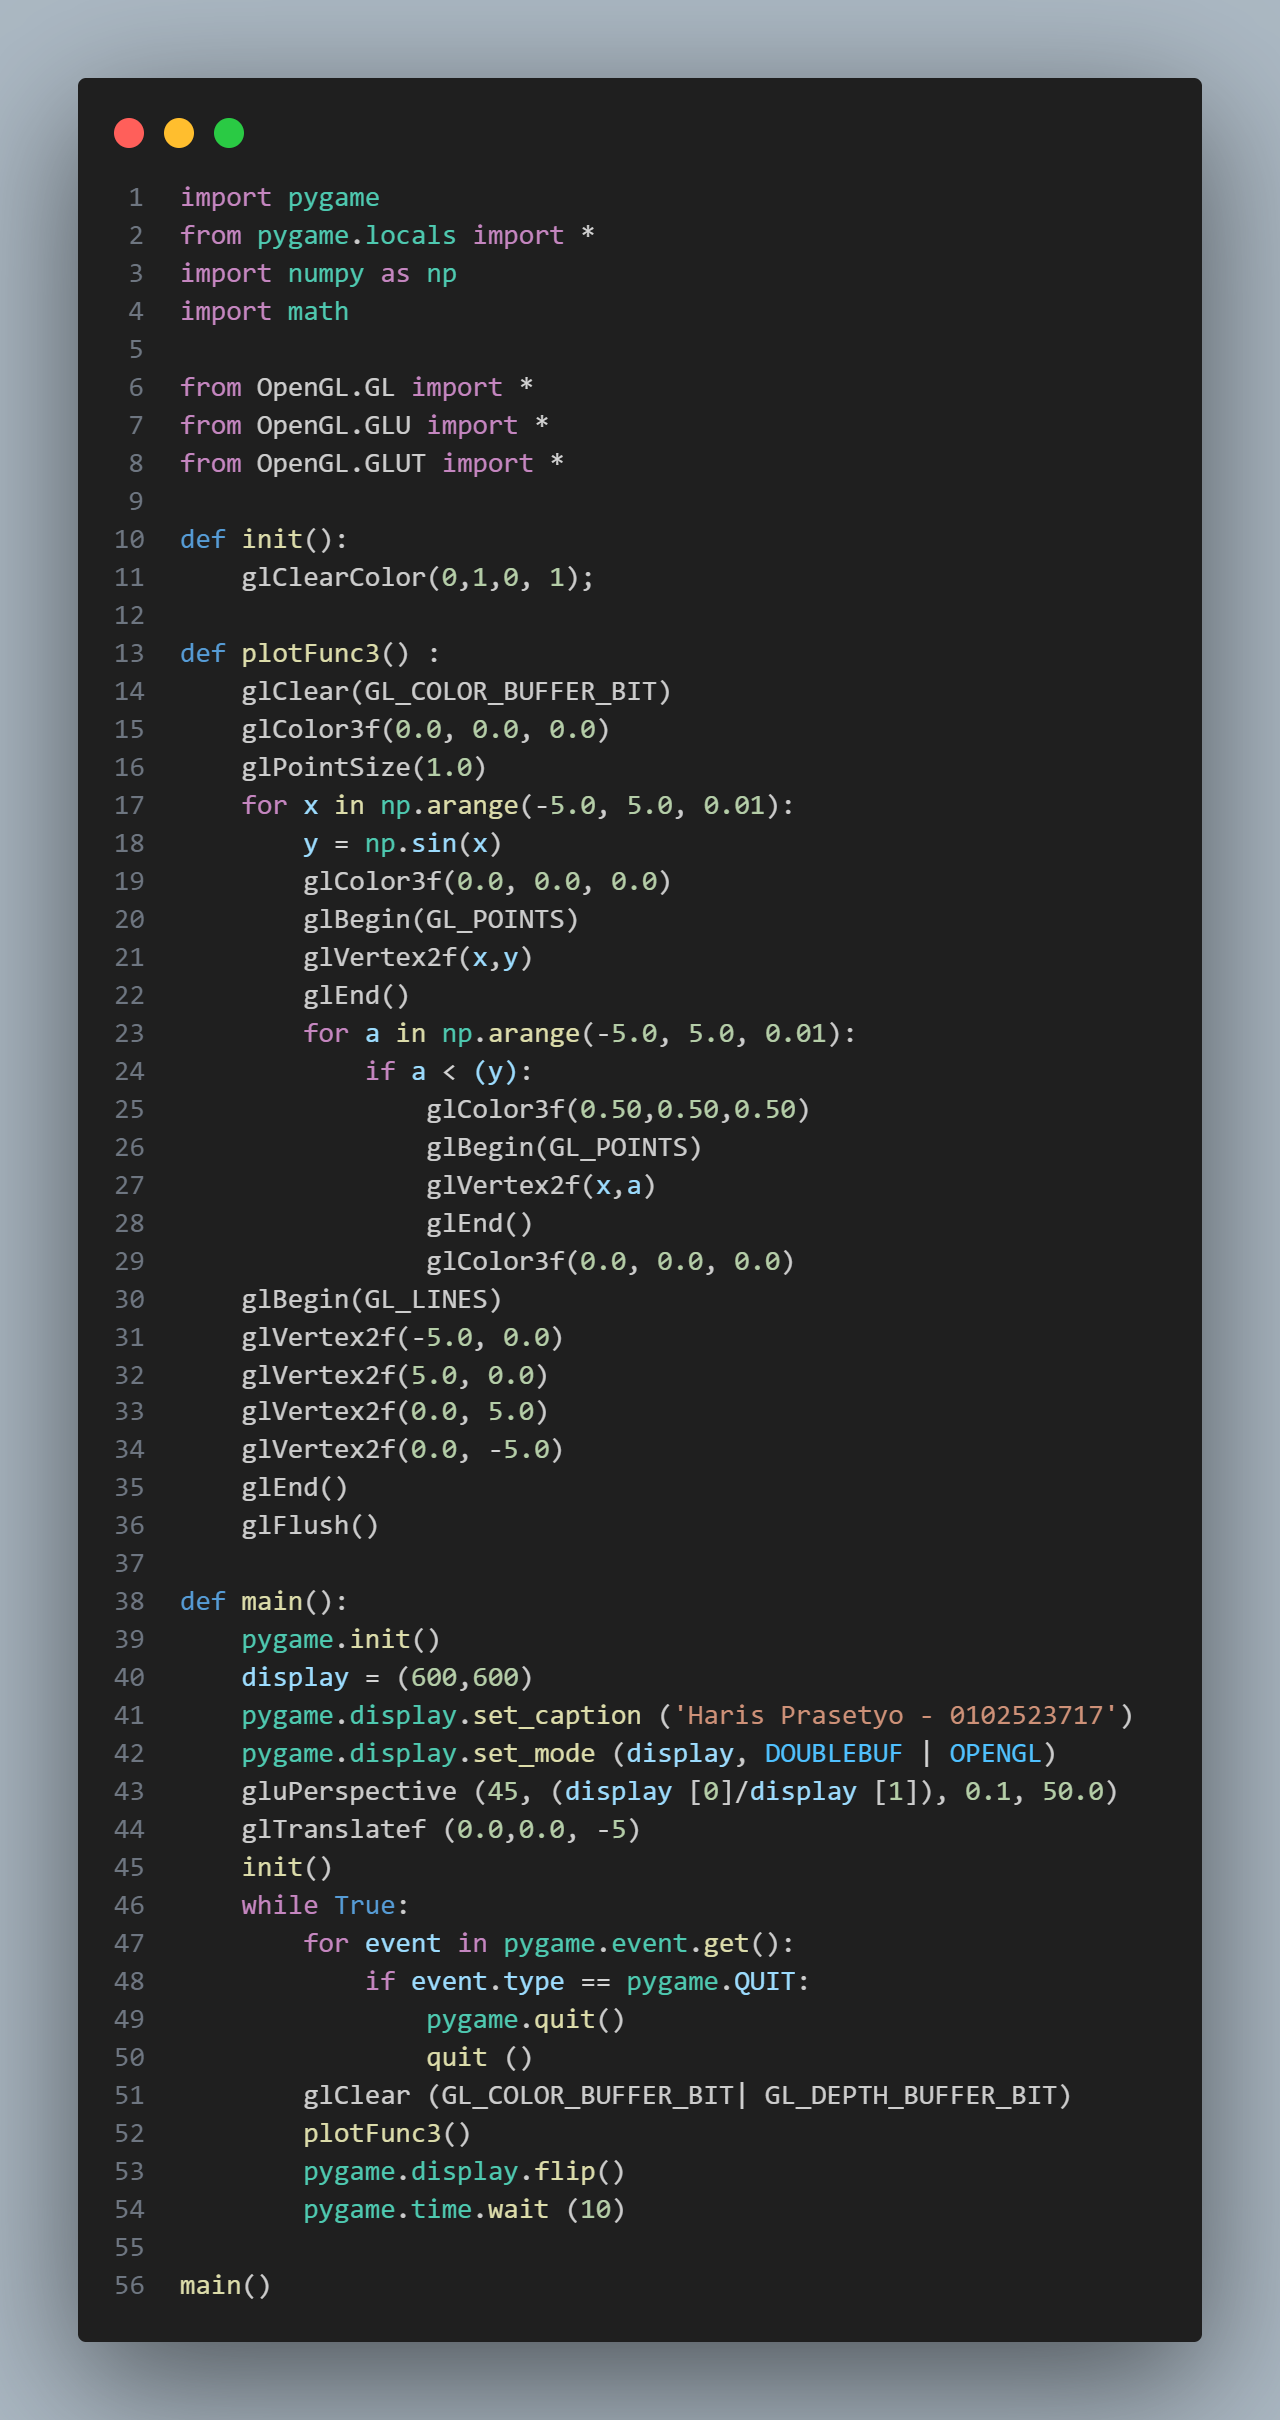 1 import pygame
2 from pygame.locals import *
3 import numpy as np
4 import math
5
6 from OpenGL.GL import *
7 from OpenGL.GLU import *
8 from OpenGL.GLUT import *
9
10 def init():
11     glClearColor(0,1,0, 1);
12
13 def plotFunc3() :
14     glClear(GL_COLOR_BUFFER_BIT)
15     glColor3f(0.0, 0.0, 0.0)
16     glPointSize(1.0)
17     for x in np.arange(-5.0, 5.0, 0.01):
18         y = np.sin(x)
19         glColor3f(0.0, 0.0, 0.0)
20         glBegin(GL_POINTS)
21         glVertex2f(x,y)
22         glEnd()
23         for a in np.arange(-5.0, 5.0, 0.01):
24             if a < (y):
25                 glColor3f(0.50,0.50,0.50)
26                 glBegin(GL_POINTS)
27                 glVertex2f(x,a)
28                 glEnd()
29                 glColor3f(0.0, 0.0, 0.0)
30     glBegin(GL_LINES)
31     glVertex2f(-5.0, 0.0)
32     glVertex2f(5.0, 0.0)
33     glVertex2f(0.0, 5.0)
34     glVertex2f(0.0, -5.0)
35     glEnd()
36     glFlush()
37
38 def main():
39     pygame.init()
40     display = (600,600)
41     pygame.display.set_caption ('Haris Prasetyo - 0102523717')
42     pygame.display.set_mode (display, DOUBLEBUF | OPENGL)
43     gluPerspective (45, (display [0]/display [1]), 0.1, 50.0)
44     glTranslatef (0.0,0.0, -5)
45     init()
46     while True:
47         for event in pygame.event.get():
48             if event.type == pygame.QUIT:
49                 pygame.quit()
50                 quit ()
51         glClear (GL_COLOR_BUFFER_BIT| GL_DEPTH_BUFFER_BIT)
52         plotFunc3()
53         pygame.display.flip()
54         pygame.time.wait (10)
55
56 main()